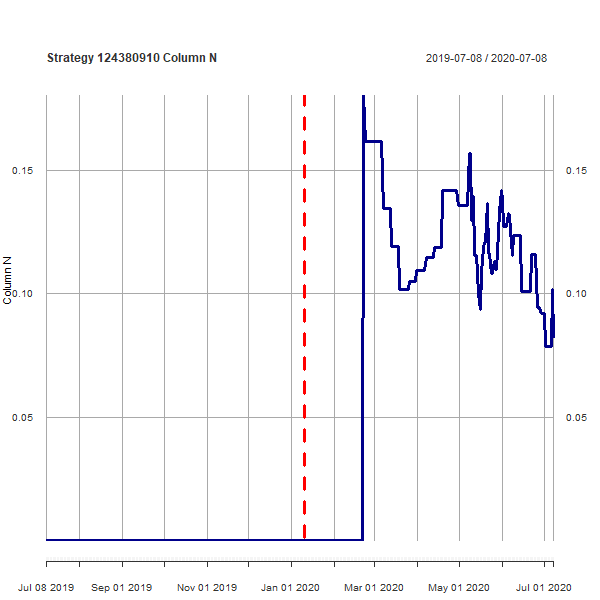 Strategy 124380910 Column N
2019-07-08 / 2020-07-08
0.15
0.15
Column N
0.10
0.10
0.05
0.05
Jul 08 2019
Sep 01 2019
Nov 01 2019
Jan 01 2020
Mar 01 2020
May 01 2020
Jul 01 2020